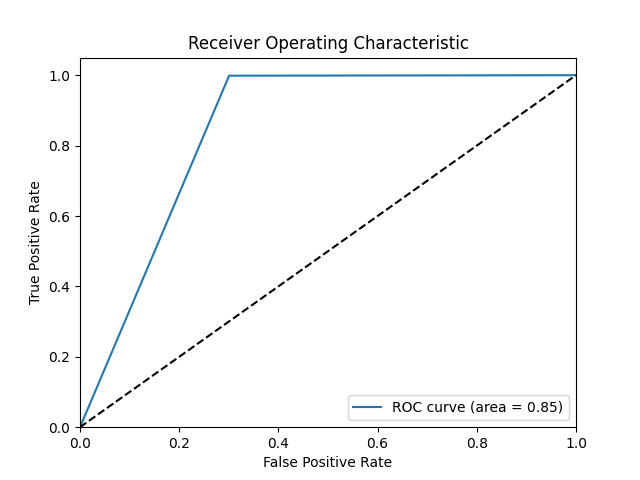 Receiver Operating Characteristic
1.0
0.8
0.6
0.4
0.2
0.0
True Positive Rate
ROC curve (area = 0.85)
0.0 0.2 0.4 0.6 0.8 1.0
False Positive Rate